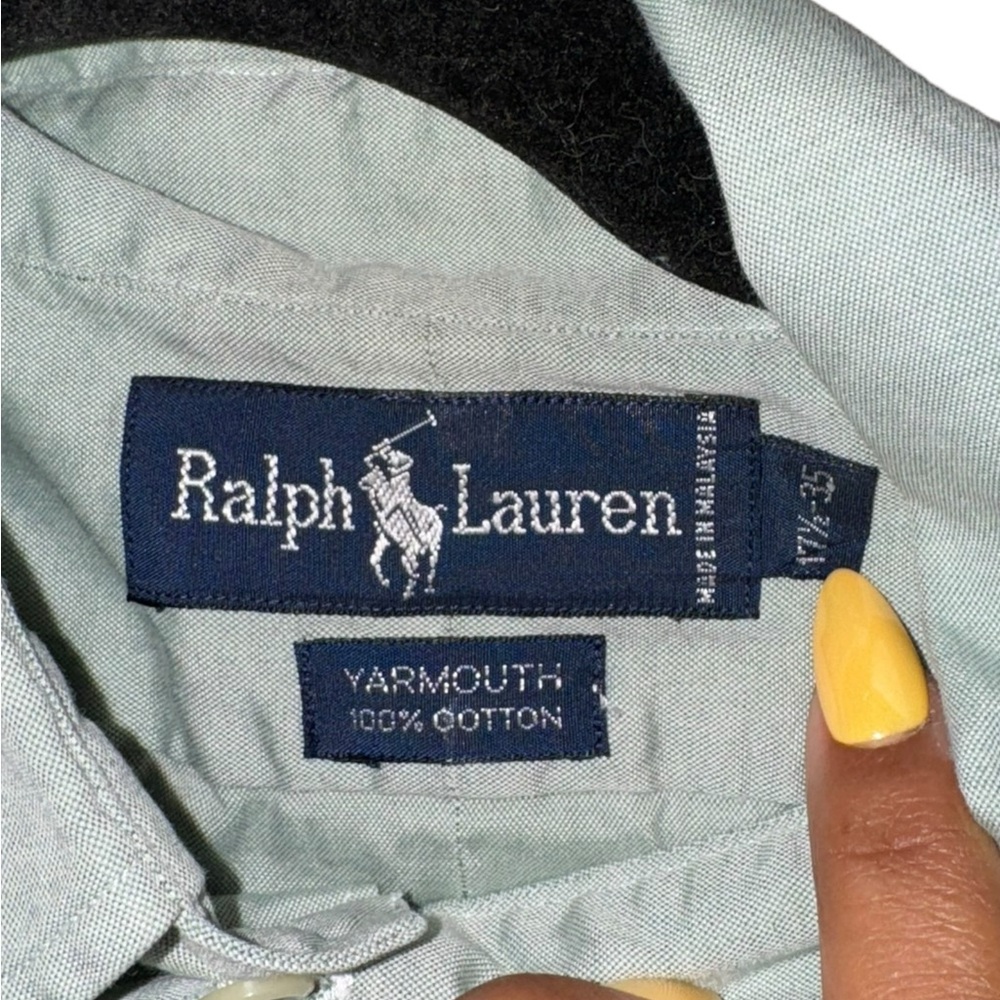 Ralph Lauren
MADE IN MALAYSIA
17½-35
YARMOUTH
100% COTTON